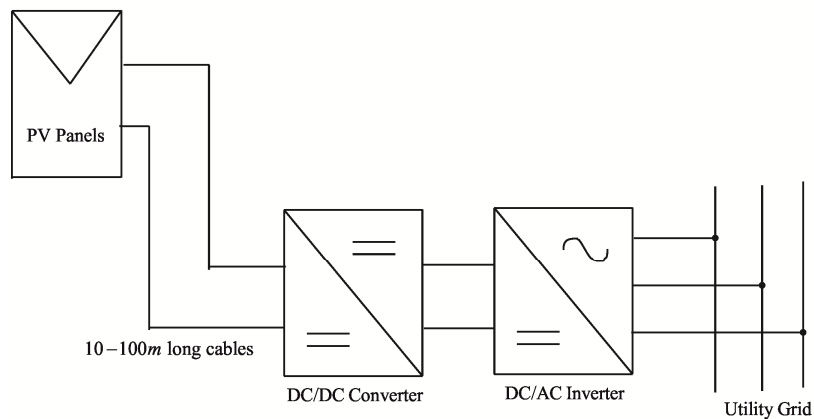 PV Panels
10–100m long cables
DC/DC Converter
DC/AC Inverter
Utility Grid